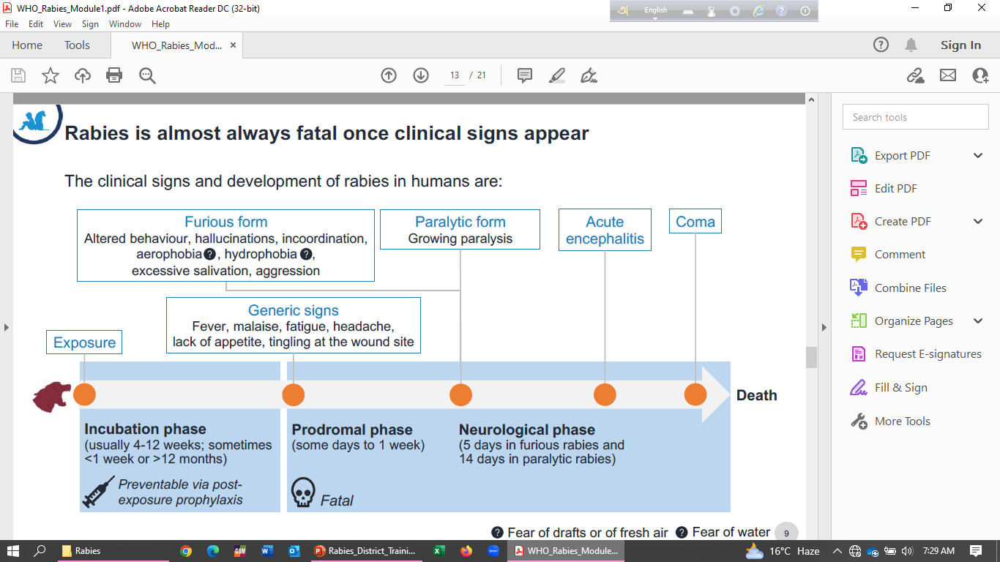 WHO_Rabies_Module1.pdf - Adobe Acrobat Reader DC (32-bit)
English
File Edit View Sign Window Help
Home Tools WHO_Rabies_Mod... Sign In
13 / 21
Rabies is almost always fatal once clinical signs appear
The clinical signs and development of rabies in humans are:
Furious form
Altered behaviour, hallucinations, incoordination,
aerophobia?, hydrophobia ?,
excessive salivation, aggression
Paralytic form
Growing paralysis
Acute
encephalitis
Coma
Generic signs
Fever, malaise, fatigue, headache,
lack of appetite, tingling at the wound site
Exposure
Death
Incubation phase
(usually 4-12 weeks; sometimes
<1 week or >12 months)
Preventable via post-
exposure prophylaxis
Prodromal phase
(some days to 1 week)
Fatal
Neurological phase
(5 days in furious rabies and
14 days in paralytic rabies)
? Fear of drafts or of fresh air ? Fear of water 9
Search tools
Export PDF
Edit PDF
Create PDF
Comment
Combine Files
Organize Pages
Request E-signatures
Fill & Sign
More Tools
Rabies GSM Rabies_District_Traini... WHO_Rabies_Module... 16°C Haze 7:29 AM